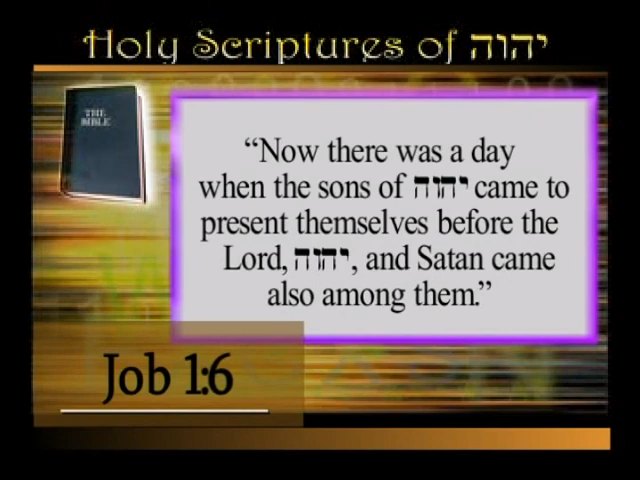 Holy Scriptures of יהוה
THE
BIBLE
“Now there was a day
when the sons of יהוה came to
present themselves before the
Lord, יהוה, and Satan came
also among them.”
Job 1:6